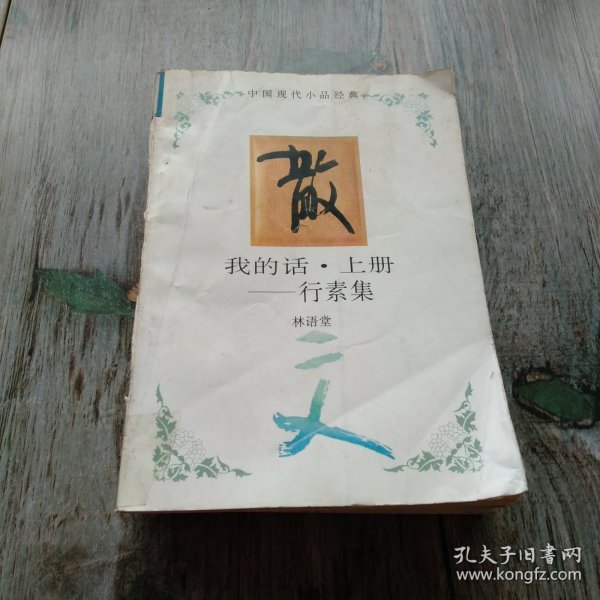 中国现代小品经典
散
我的话·上册
——行素集
林语堂
文
孔夫子旧书网
www.kongfz.com